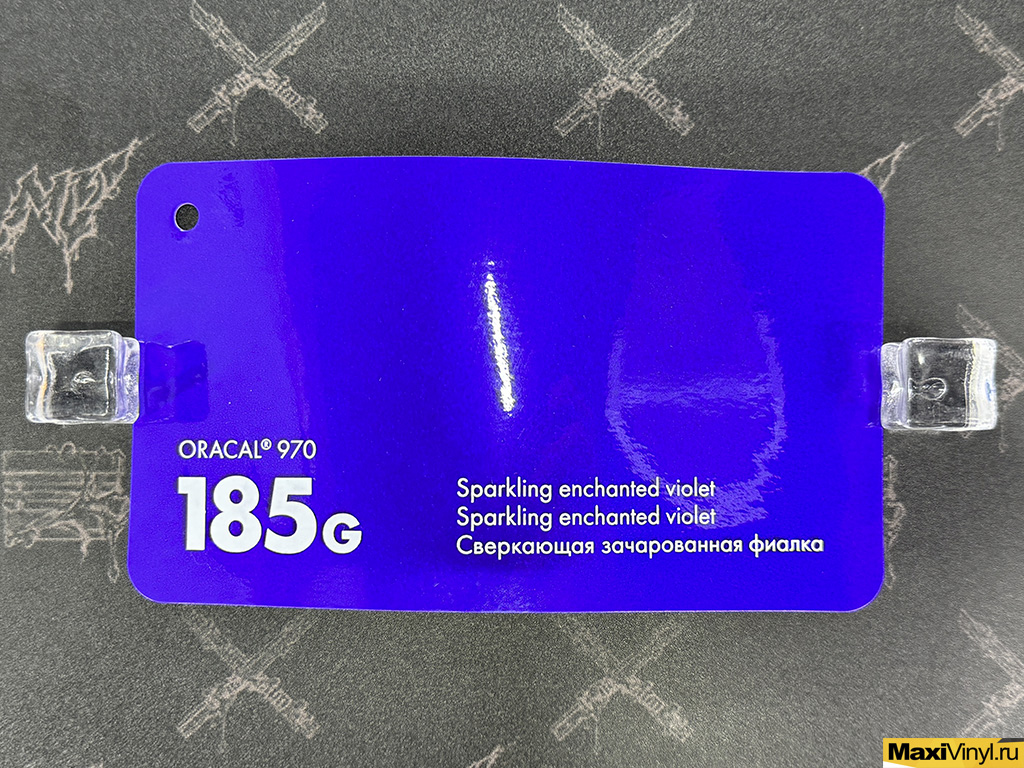 ORACAL® 970
185G
Sparkling enchanted violet
Sparkling enchanted violet
Сверкающая зачарованная фиалка
MaxiVinyl.ru